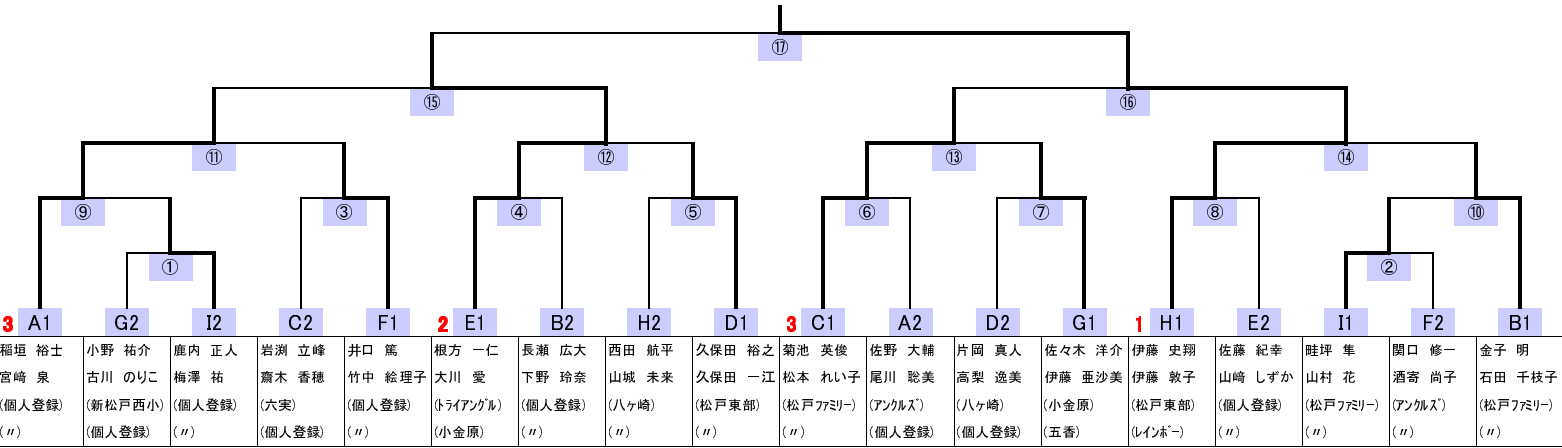 ⑰
⑮ ⑯
⑪ ⑫ ⑬ ⑭
⑨ ③ ④ ⑤ ⑥ ⑦ ⑧ ⑩
① ②
3 A1 G2 I2 C2 F1 2 E1 B2 H2 D1 3 C1 A2 D2 G1 1 H1 E2 I1 F2 B1
稲垣 裕士 小野 祐介 鹿内 正人 岩渕 立峰 井口 篤 根方 一仁 長瀬 広大 西田 航平 久保田 裕之 菊池 英俊 佐野 大輔 片岡 真人 佐々木 洋介 伊藤 史翔 佐藤 紀幸 畦坪 隼 関口 修一 金子 明
宮﨑 泉 古川 のりこ 梅澤 祐 齋木 香穂 竹中 絵理子 大川 愛 下野 玲奈 山城 未来 久保田 一江 松本 れい子 尾川 聡美 高梨 逸美 伊藤 亜沙美 伊藤 敦子 山﨑 しずか 山村 花 酒寄 尚子 石田 千枝子
(個人登録) (新松戸西小) (個人登録) (六実) (個人登録) (ﾄﾗｲｱﾝｸﾞﾙ) (個人登録) (八ヶ崎) (松戸東部) (松戸ﾌｧﾐﾘｰ) (ｱﾝｸﾙｽﾞ) (八ヶ崎) (小金原) (松戸東部) (個人登録) (松戸ﾌｧﾐﾘｰ) (ｱﾝｸﾙｽﾞ) (松戸ﾌｧﾐﾘｰ)
(〃) (個人登録) (〃) (個人登録) (〃) (小金原) (〃) (〃) (〃) (〃) (個人登録) (個人登録) (五香) (ﾚｲﾝﾎﾞｰ) (〃) (〃) (個人登録) (〃)